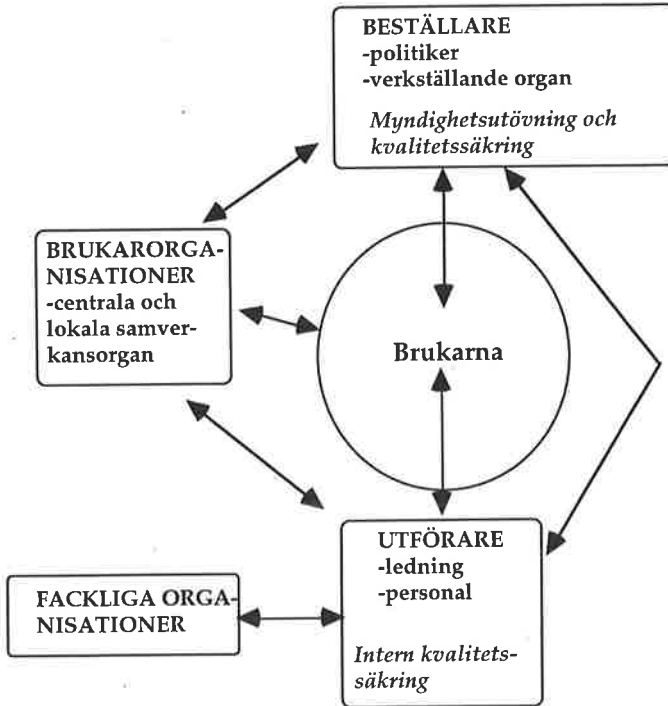 BESTÄLLARE
-politiker
-verkställande organ
Myndighetsutövning och
kvalitetssäkring
BRUKARORGA-
NISATIONER
-centrala och
lokala samver-
kansorgan
Brukarna
UTFÖRARE
-ledning
-personal
Intern kvalitets-
säkring
FACKLIGA ORGA-
NISATIONER